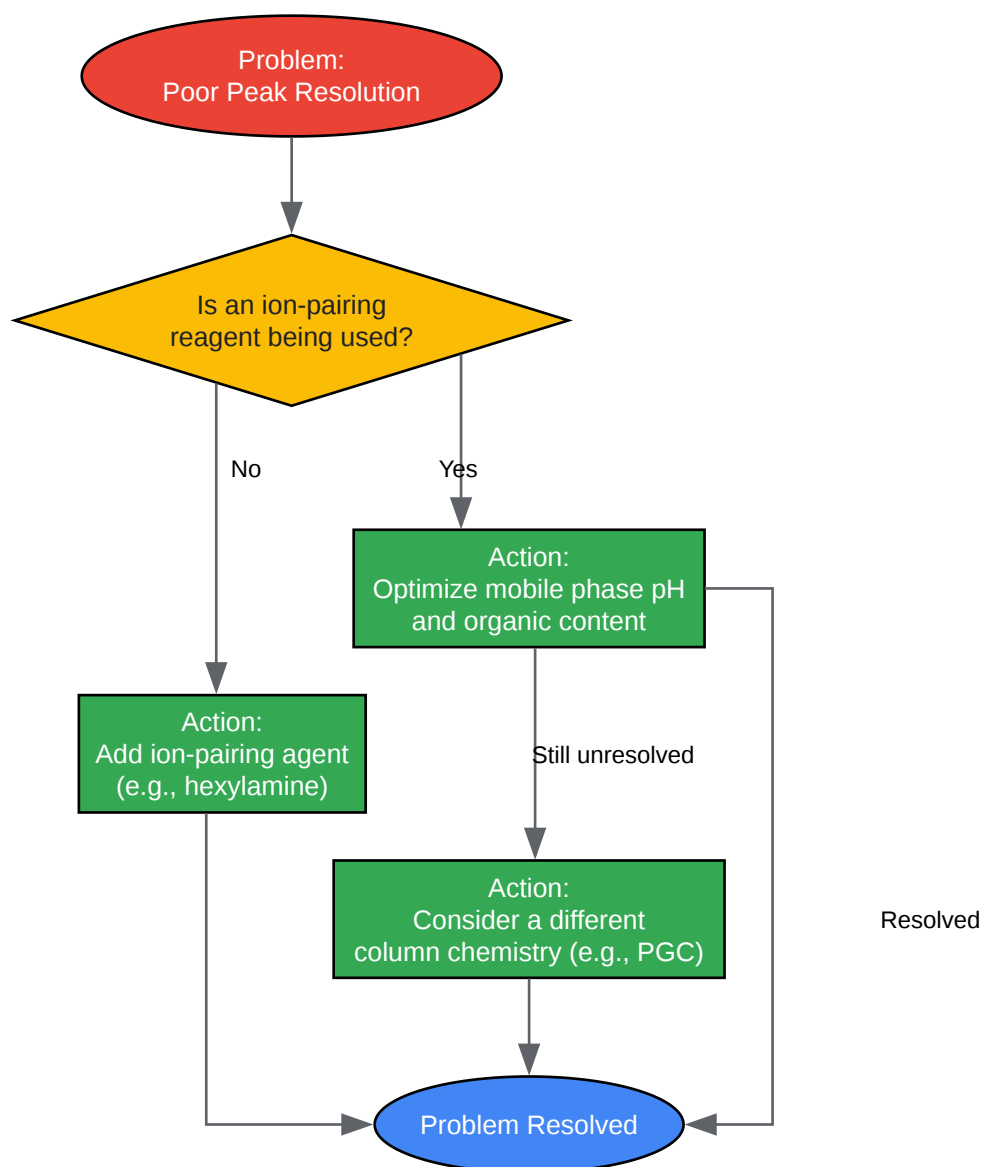 Problem:
Poor Peak Resolution
Is an ion-pairing
reagent being used?
No
Yes
Action:
Optimize mobile phase pH
and organic content
Action:
Add ion-pairing agent
(e.g., hexylamine)
Still unresolved
Action:
Consider a different
column chemistry (e.g., PGC)
Resolved
Problem Resolved